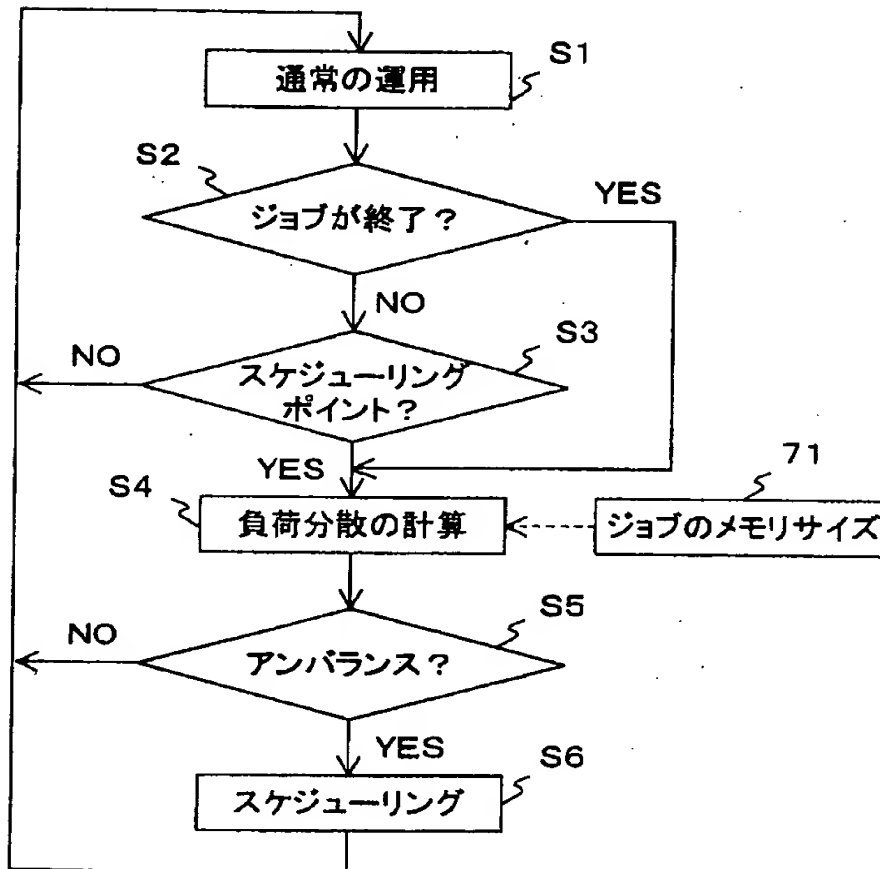 S1
通常の運用
S2
YES
ジョブが終了？
NO
S3
NO
スケジューリング
ポイント？
YES
71
S4
負荷分散の計算
ジョブのメモリサイズ
S5
NO
アンバランス？
YES
S6
スケジューリング